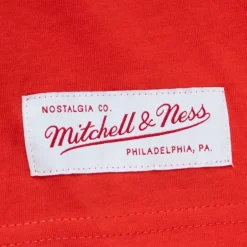 NOSTALGIA CO.
Mitchell & Ness
PHILADELPHIA, PA.